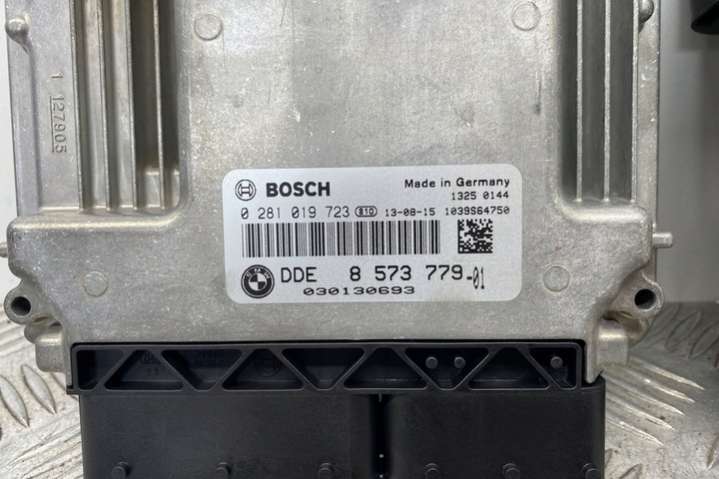 1 127905
BOSCH
Made in Germany
1325 0144
0 281 019 723 B10 13-08-15 1039S64750
DDE 8 573 779-01
030130693